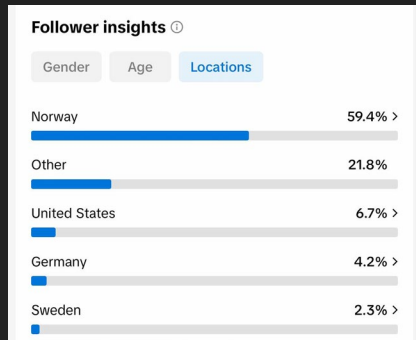 Follower insights
Gender Age Locations
Norway 59.4% >
Other 21.8%
United States 6.7% >
Germany 4.2% >
Sweden 2.3% >